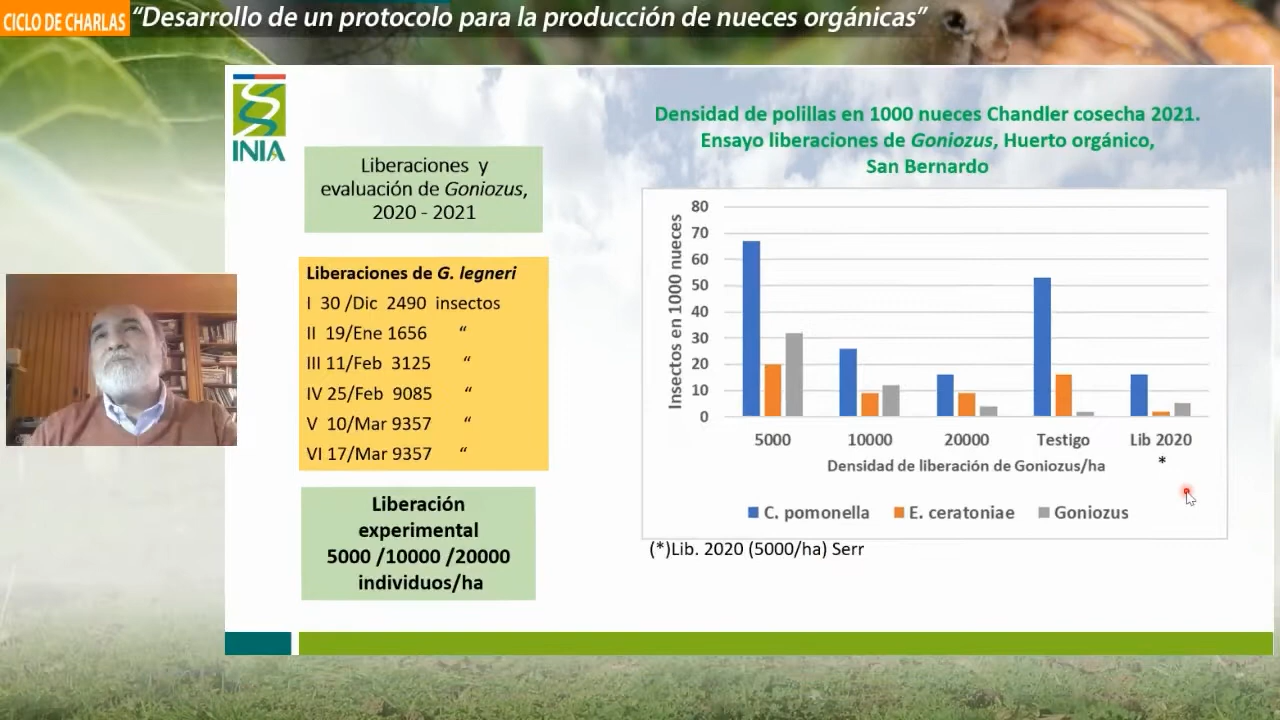 CICLO DE CHARLAS "Desarrollo de un protocolo para la producción de nueces orgánicas"
INIA
Liberaciones y
evaluación de Goniozus,
2020 - 2021
Liberaciones de G. legneri
I 30 /Dic 2490 insectos
II 19/Ene 1656 “
III 11/Feb 3125 “
IV 25/Feb 9085 “
V 10/Mar 9357 “
VI 17/Mar 9357 “
Liberación
experimental
5000 /10000 /20000
individuos/ha
Densidad de polillas en 1000 nueces Chandler cosecha 2021.
Ensayo liberaciones de Goniozus, Huerto orgánico,
San Bernardo
Insectos en 1000 nueces
80
70
60
50
40
30
20
10
0
5000 10000 20000 Testigo Lib 2020
*
Densidad de liberación de Goniozus/ha
C. pomonella E. ceratoniae Goniozus
(*)Lib. 2020 (5000/ha) Serr